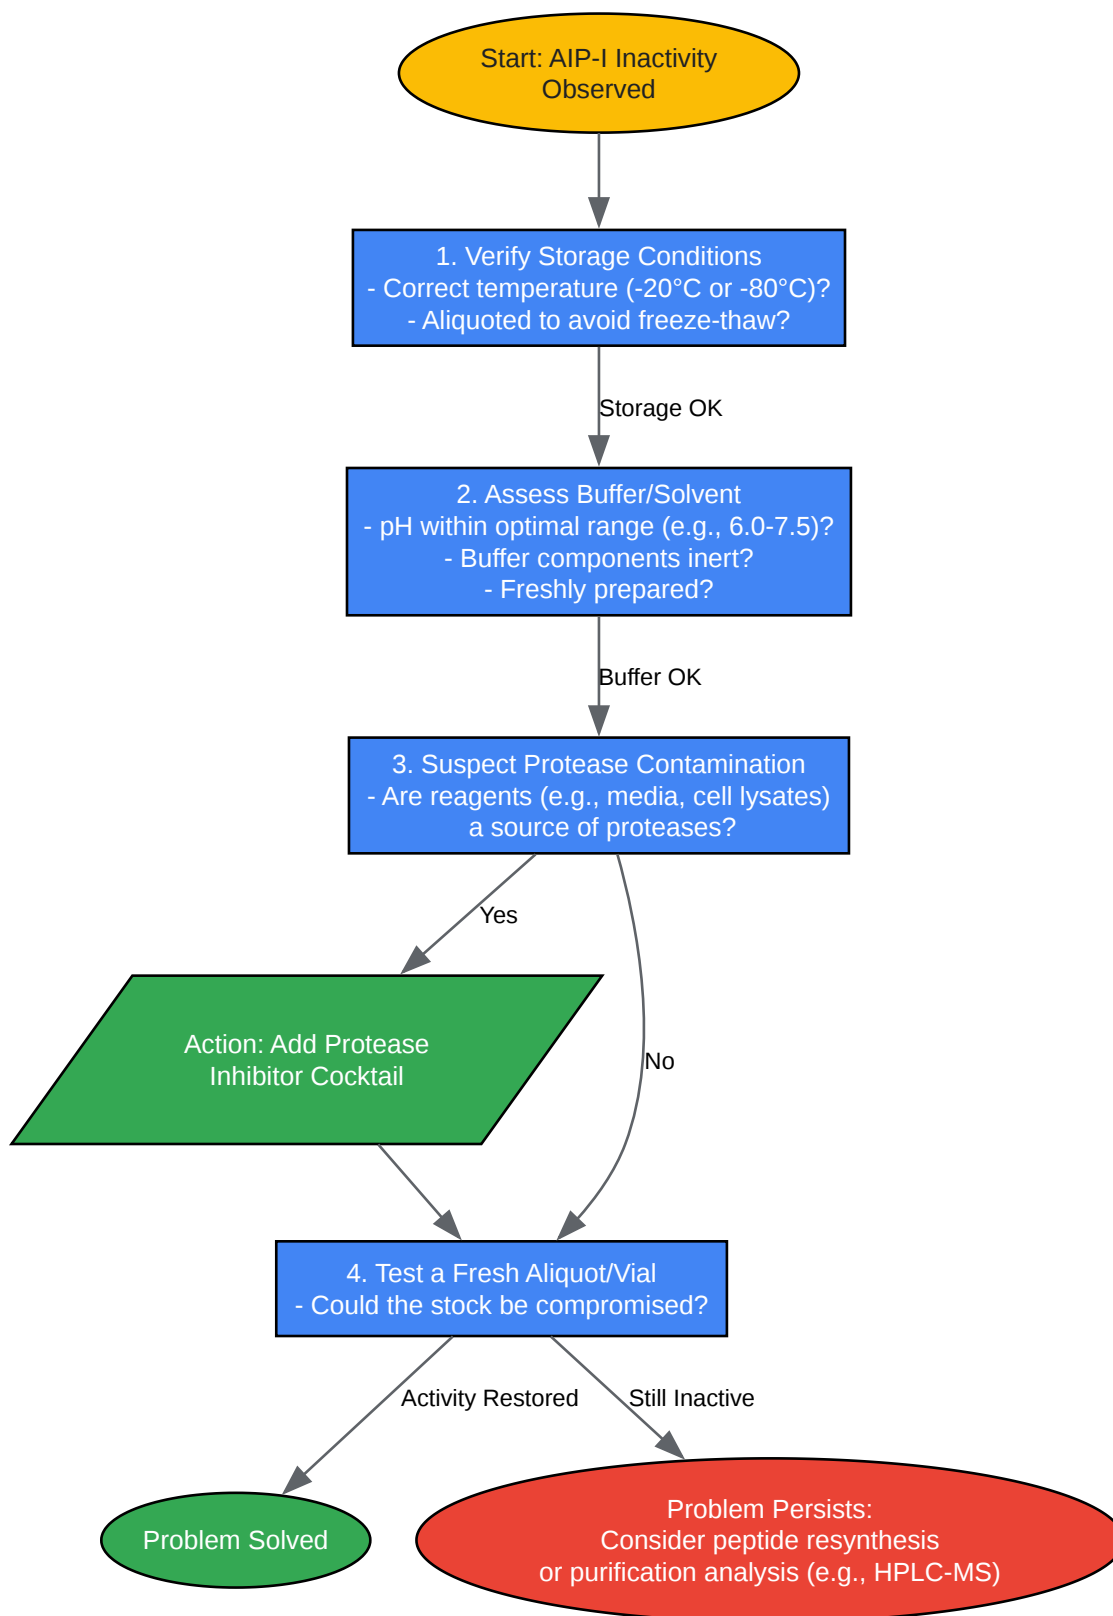 Start: AIP-I Inactivity
Observed
1. Verify Storage Conditions
- Correct temperature (-20°C or -80°C)?
- Aliquoted to avoid freeze-thaw?
Storage OK
2. Assess Buffer/Solvent
- pH within optimal range (e.g., 6.0-7.5)?
- Buffer components inert?
- Freshly prepared?
Buffer OK
3. Suspect Protease Contamination
- Are reagents (e.g., media, cell lysates)
a source of proteases?
Yes
Action: Add Protease
Inhibitor Cocktail
No
4. Test a Fresh Aliquot/Vial
- Could the stock be compromised?
Activity Restored
Still Inactive
Problem Solved
Problem Persists:
Consider peptide resynthesis
or purification analysis (e.g., HPLC-MS)